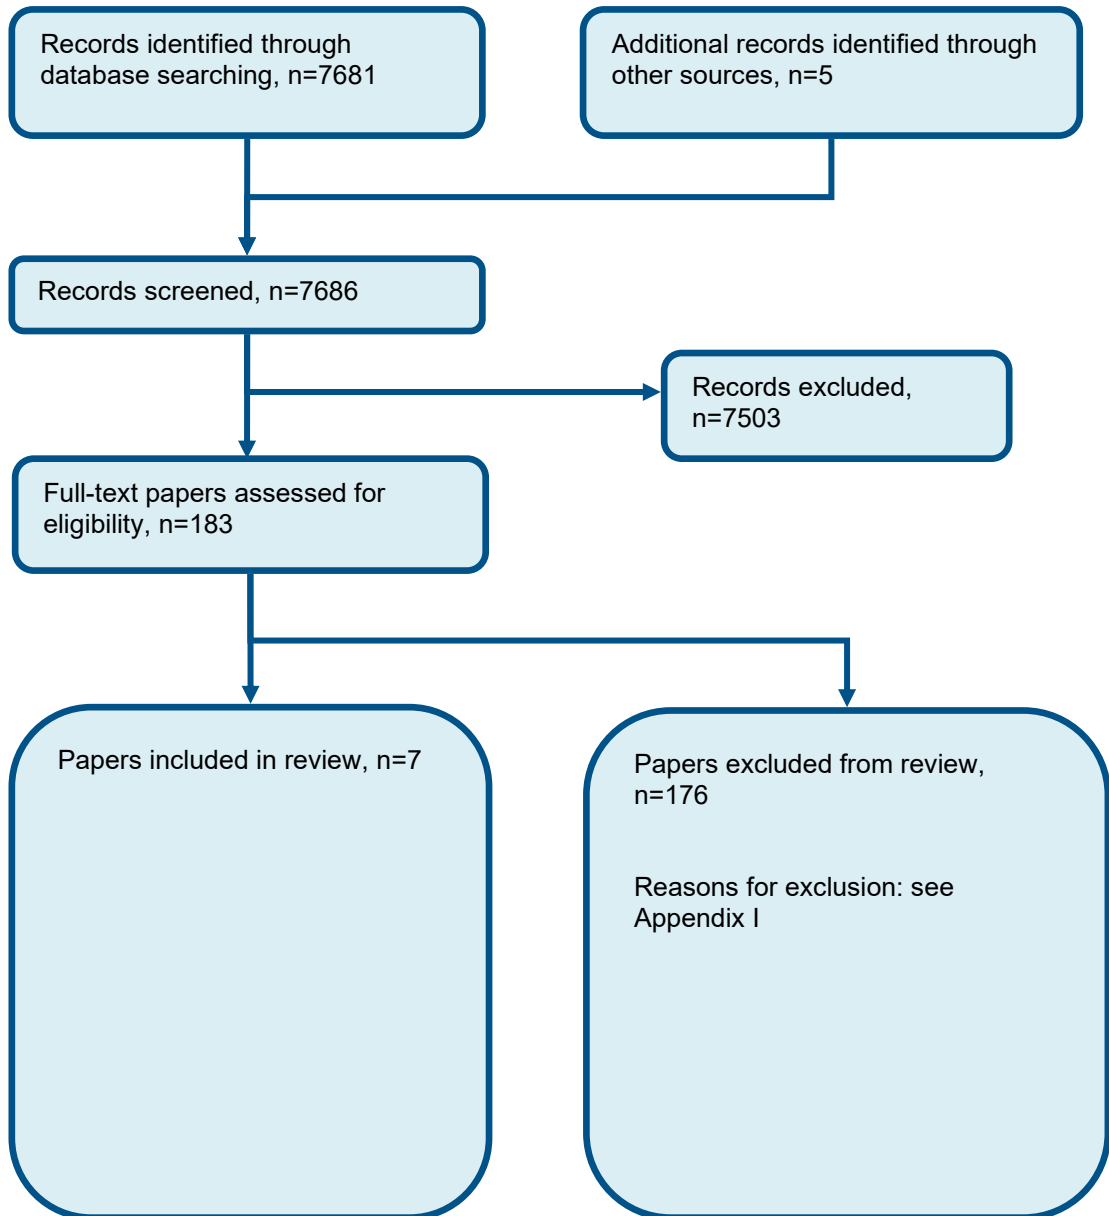 Records identified through
database searching, n=7681
Additional records identified through
other sources, n=5
Records screened, n=7686
Records excluded,
n=7503
Full-text papers assessed for
eligibility, n=183
Papers included in review, n=7
Papers excluded from review,
n=176
Reasons for exclusion: see
Appendix I